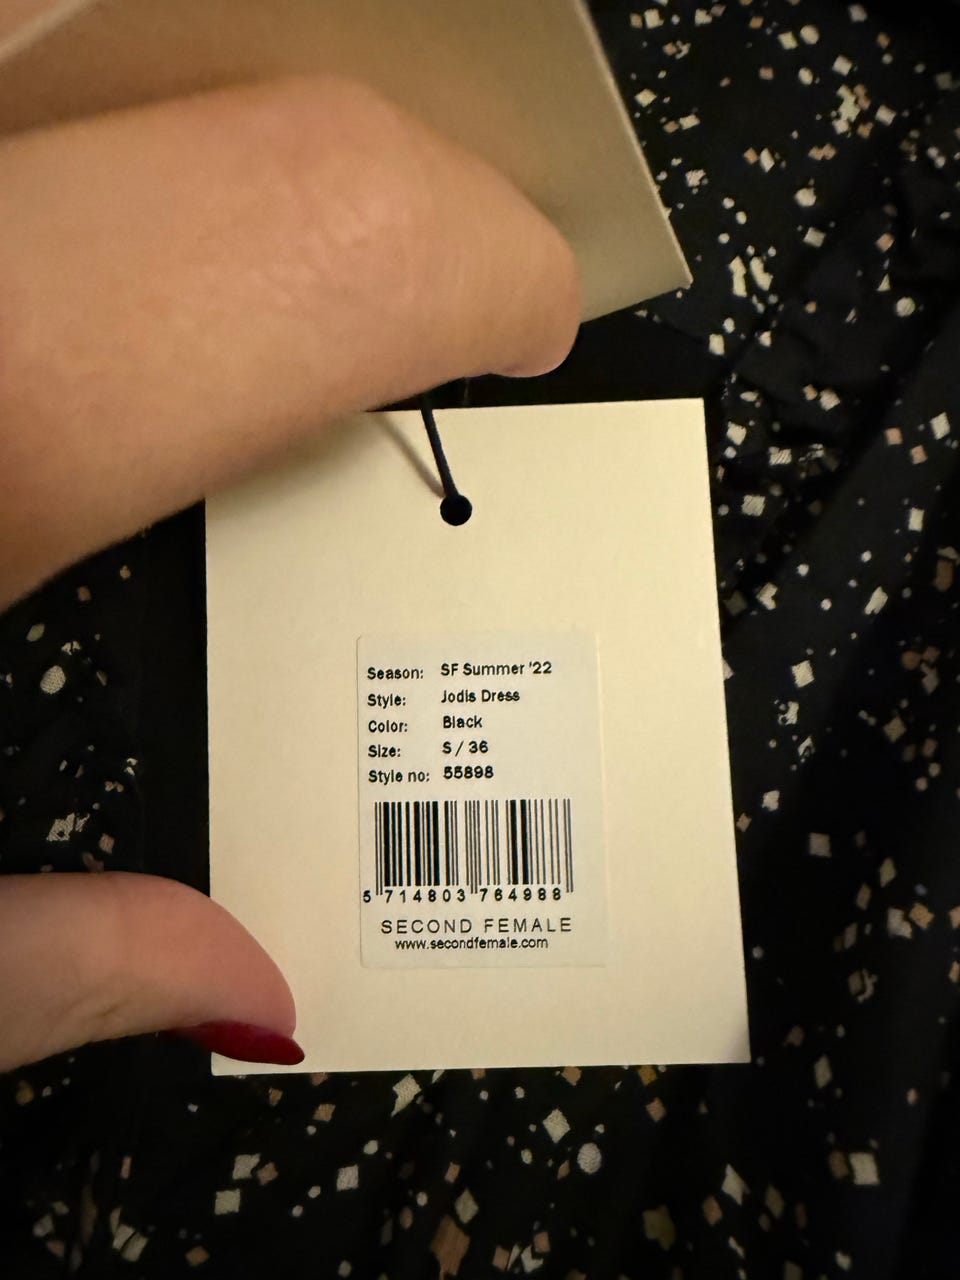 Season: SF Summer '22
Style: Jodis Dress
Color: Black
Size: S / 36
Style no: 55898
5 714803 764988
SECOND FEMALE
www.secondfemale.com